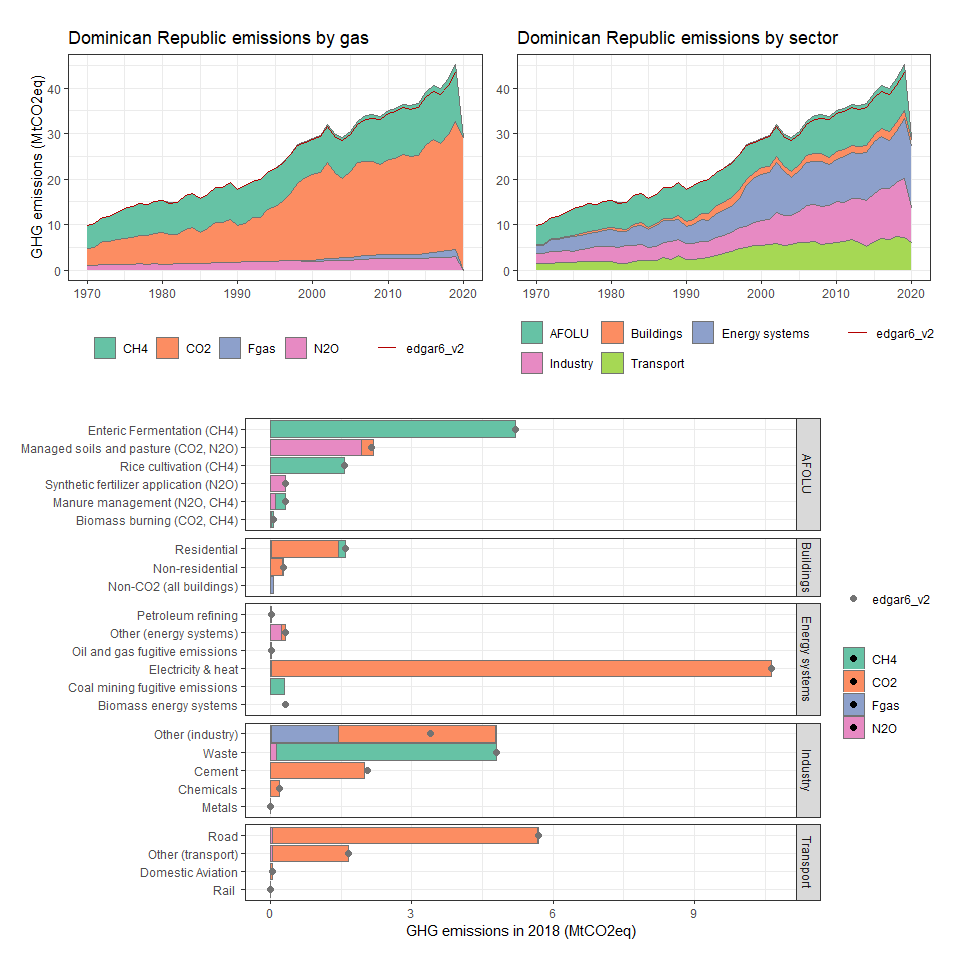 Dominican Republic emissions by gas
GHG emissions (MtCO2eq)
40
30
20
10
0
1970 1980 1990 2000 2010 2020
CH4 CO2 Fgas N2O edgar6_v2
Dominican Republic emissions by sector
40
30
20
10
0
1970 1980 1990 2000 2010 2020
AFOLU Buildings Energy systems edgar6_v2
Industry Transport
Enteric Fermentation (CH4)
Managed soils and pasture (CO2, N2O)
Rice cultivation (CH4)
Synthetic fertilizer application (N2O)
Manure management (N2O, CH4)
Biomass burning (CO2, CH4)
AFOLU
Residential
Non-residential
Non-CO2 (all buildings)
Buildings
Petroleum refining
Other (energy systems)
Oil and gas fugitive emissions
Electricity & heat
Coal mining fugitive emissions
Biomass energy systems
Energy systems
Other (industry)
Waste
Cement
Chemicals
Metals
Industry
Road
Other (transport)
Domestic Aviation
Rail
Transport
0 3 6 9
GHG emissions in 2018 (MtCO2eq)
edgar6_v2
CH4
CO2
Fgas
N2O